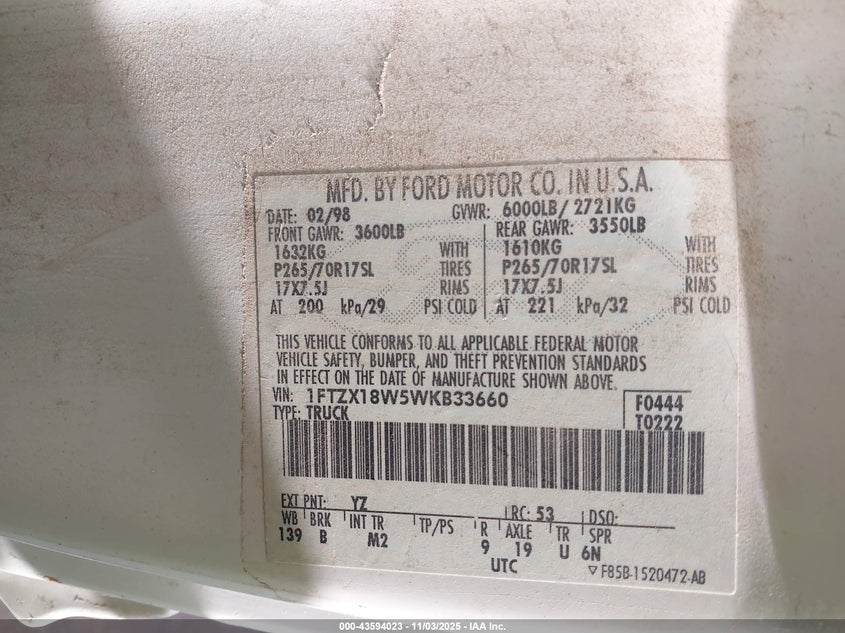 MFD. BY FORD MOTOR CO. IN U.S.A.
DATE: 02/98 GVWR: 6000LB/ 2721KG
FRONT GAWR: 3600LB REAR GAWR: 3550LB
1632KG WITH 1610KG WITH
P265/70R17SL TIRES P265/70R17SL TIRES
17X7.5J RIMS 17X7.5J RIMS
AT 200 kPa/29 PSI COLD AT 221 kPa/32 PSI COLD
THIS VEHICLE CONFORMS TO ALL APPLICABLE FEDERAL MOTOR
VEHICLE SAFETY, BUMPER, AND THEFT PREVENTION STANDARDS
IN EFFECT ON THE DATE OF MANUFACTURE SHOWN ABOVE.
VIN: 1FTZX18W5WKB33660 F0444
TYPE: TRUCK T0222
EXT PNT: YZ RC: 53 DSO:
WB BRK INT TR TP/PS R AXLE TR SPR
139 B M2 9 19 U 6N
UTC ▽ F85B-1520472-AB
000-43594023 - 11/03/2025 - IAA Inc.